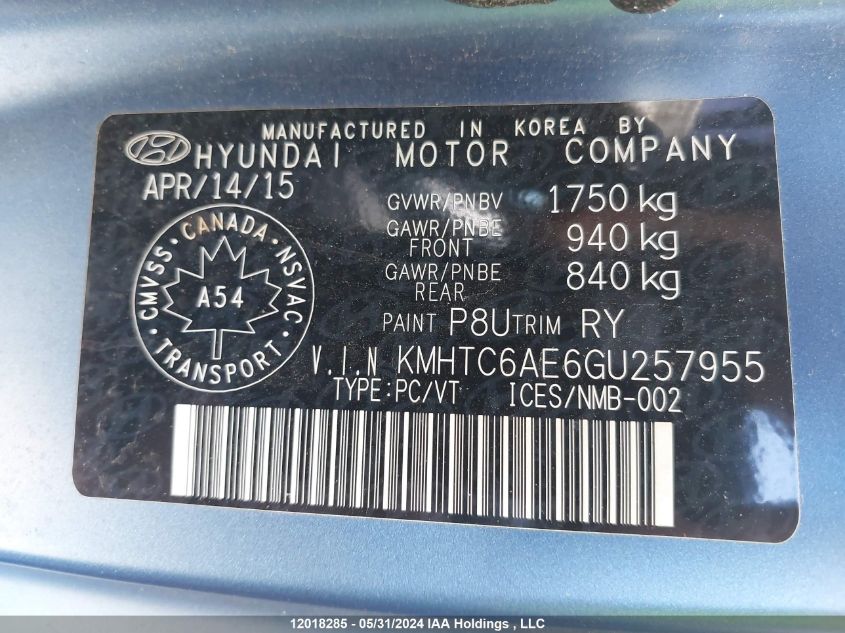 MANUFACTURED IN KOREA BY
HYUNDAI MOTOR COMPANY
APR/14/15
GVWR/PNBV 1750 kg
GAWR/PNBE FRONT 940 kg
GAWR/PNBE REAR 840 kg
CMVSS · CANADA · NSVAC
A54
· TRANSPORT ·
PAINT P8U TRIM RY
V.I.N KMHTC6AE6GU257955
TYPE:PC/VT ICES/NMB-002
12018285 - 05/31/2024 IAA Holdings , LLC